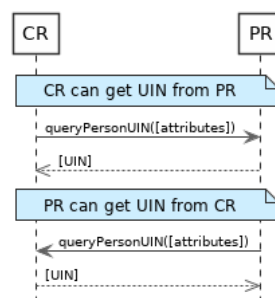 CR PR
CR can get UIN from PR
queryPersonUIN([attributes])
[UIN]
PR can get UIN from CR
queryPersonUIN([attributes])
[UIN]